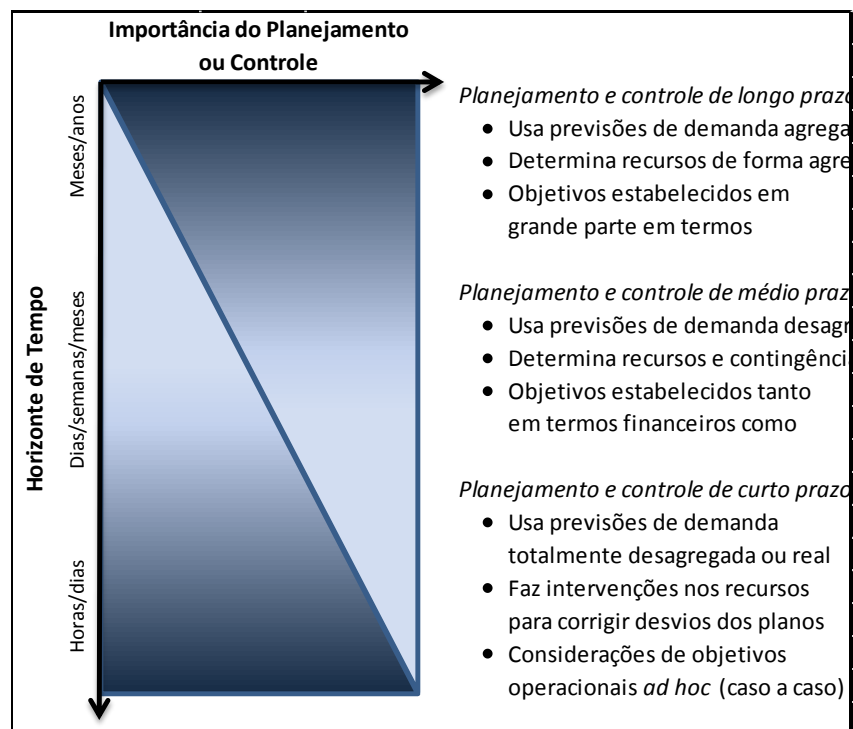 Importância do Planejamento
ou Controle
Horizonte de Tempo
Meses/anos
Dias/semanas/meses
Horas/dias
Planejamento e controle de longo prazo
• Usa previsões de demanda agrega
• Determina recursos de forma agre
• Objetivos estabelecidos em
grande parte em termos
Planejamento e controle de médio praz
• Usa previsões de demanda desagr
• Determina recursos e contingênci
• Objetivos estabelecidos tanto
em termos financeiros como
Planejamento e controle de curto prazo
• Usa previsões de demanda
totalmente desagregada ou real
• Faz intervenções nos recursos
para corrigir desvios dos planos
• Considerações de objetivos
operacionais ad hoc (caso a caso)